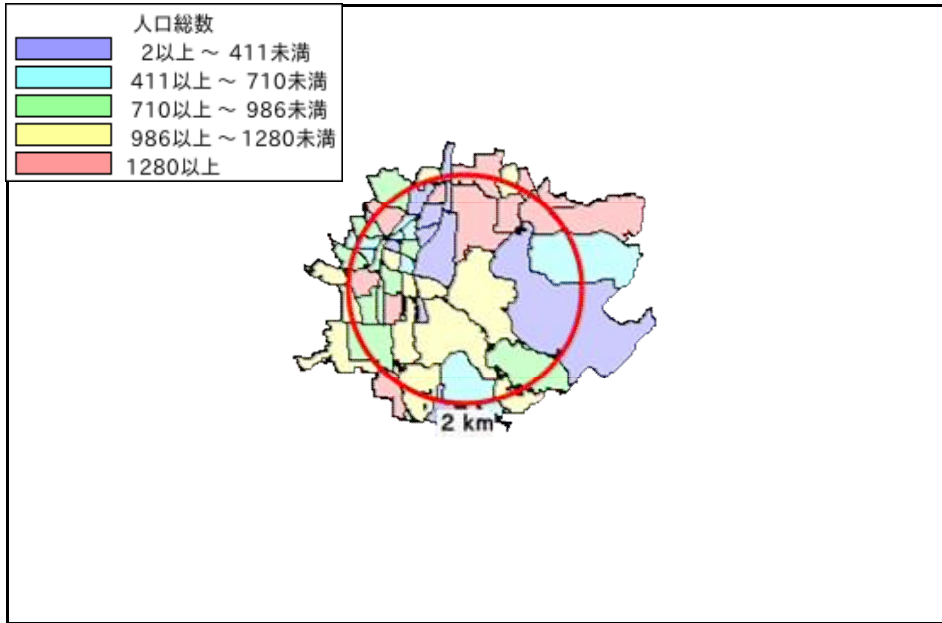 人口総数
2以上 ～ 411未満
411以上 ～ 710未満
710以上 ～ 986未満
986以上 ～ 1280未満
1280以上
2 km